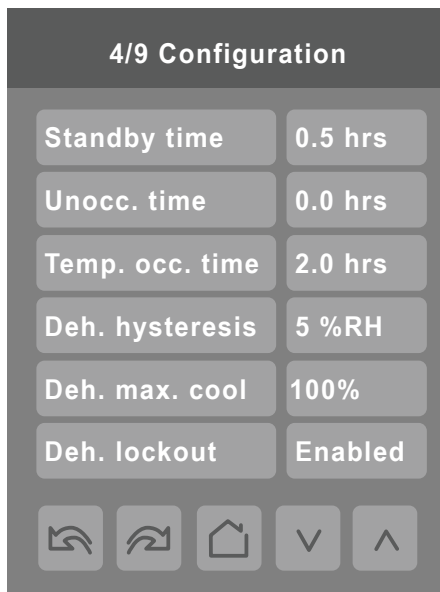 4/9 Configuration
Standby time 0.5 hrs
Unocc. time 0.0 hrs
Temp. occ. time 2.0 hrs
Deh. hysteresis 5 %RH
Deh. max. cool 100%
Deh. lockout Enabled